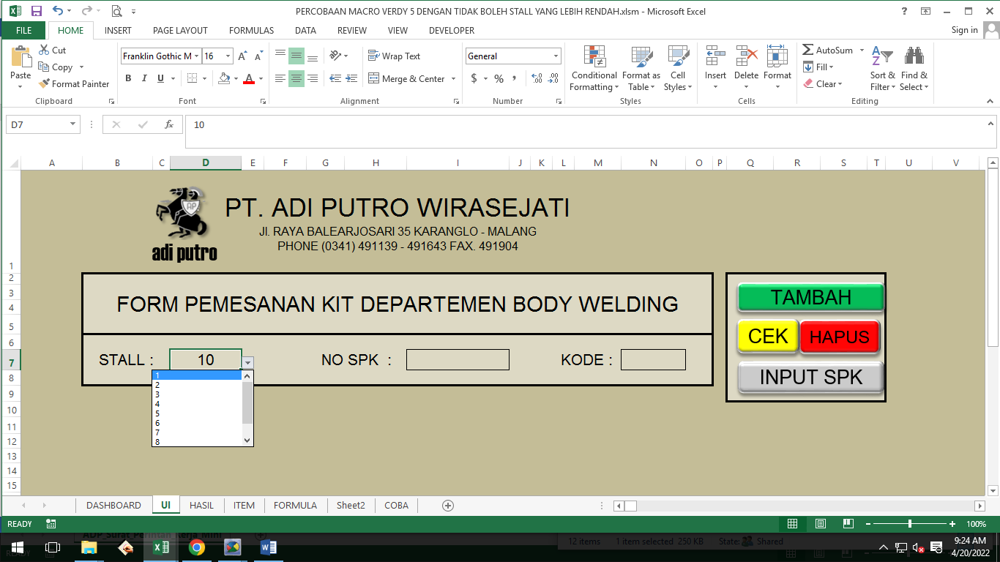 PERCOBAAN MACRO VERDY 5 DENGAN TIDAK BOLEH STALL YANG LEBIH RENDAH.xlsm - Microsoft Excel
FILE HOME INSERT PAGE LAYOUT FORMULAS DATA REVIEW VIEW DEVELOPER Sign in
Cut
Copy
Format Painter
Paste
Clipboard
Franklin Gothic M 16
B I U
Font
Wrap Text
Merge & Center
Alignment
General
$ % ,
Number
Conditional Formatting
Format as Table
Cell Styles
Styles
Insert Delete Format
Cells
AutoSum
Fill
Clear
Sort & Filter
Find & Select
Editing
D7 fx 10
A B C D E F G H I J K L M N O P Q R S T U V
1
2
3
4
5
6
7
8
9
10
11
12
13
14
15
AP
adi putro
PT. ADI PUTRO WIRASEJATI
Jl. RAYA BALEARJOSARI 35 KARANGLO - MALANG
PHONE (0341) 491139 - 491643 FAX. 491904
FORM PEMESANAN KIT DEPARTEMEN BODY WELDING
STALL : 10 NO SPK : KODE :
1
2
3
4
5
6
7
8
TAMBAH
CEK HAPUS
INPUT SPK
DASHBOARD UI HASIL ITEM FORMULA Sheet2 COBA
READY 100%
ADP_Surat_Perintah_Kerja_Mini
12 items 1 item selected 250 KB State: Shared
READY
9:24 AM
4/20/2022